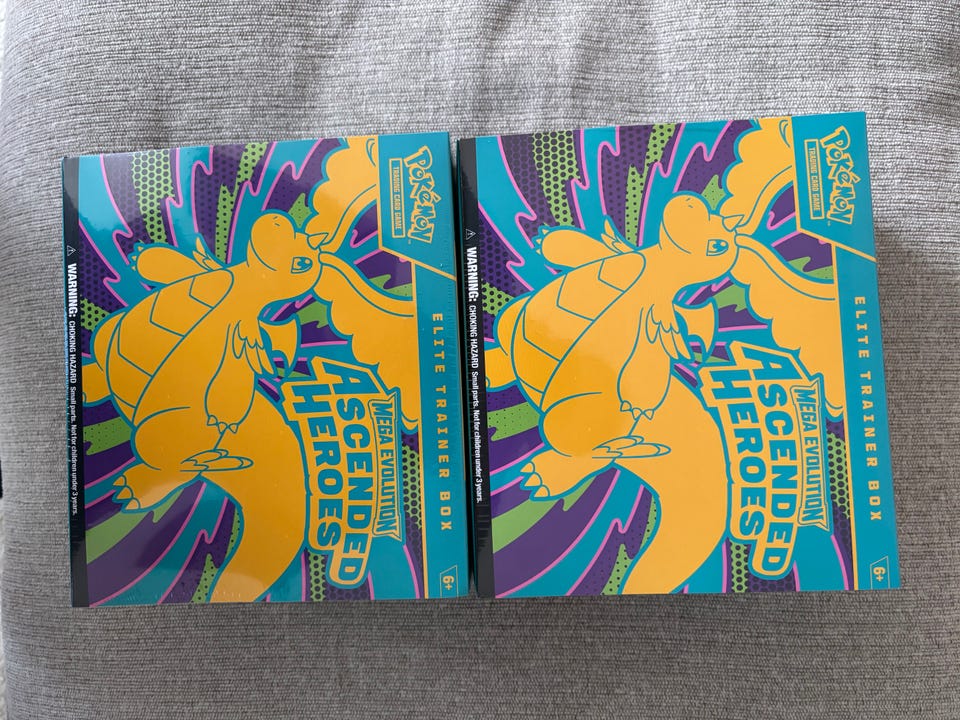 POKÉMON
TRADING CARD GAME
ELITE TRAINER BOX
MEGA EVOLUTION
ASCENDED
HEROES
6+
WARNING: CHOKING HAZARD Small parts. Not for children under 3 years.
POKÉMON
TRADING CARD GAME
ELITE TRAINER BOX
MEGA EVOLUTION
ASCENDED
HEROES
6+
WARNING: CHOKING HAZARD Small parts. Not for children under 3 years.